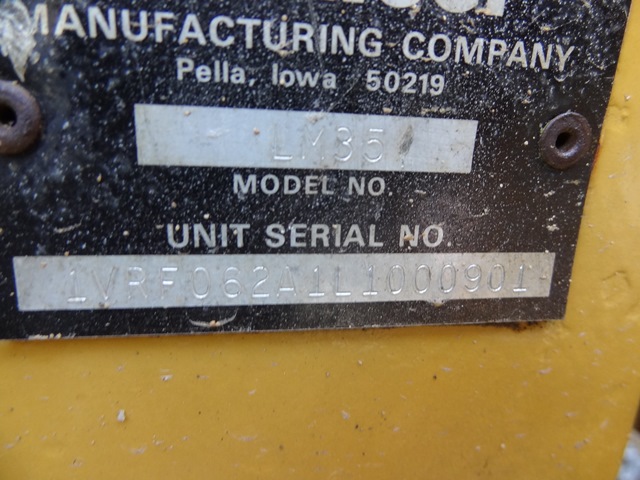 MANUFACTURING COMPANY
Pella, Iowa 50219
LM35
MODEL NO.
UNIT SERIAL NO.
1VRF062A1L1000901